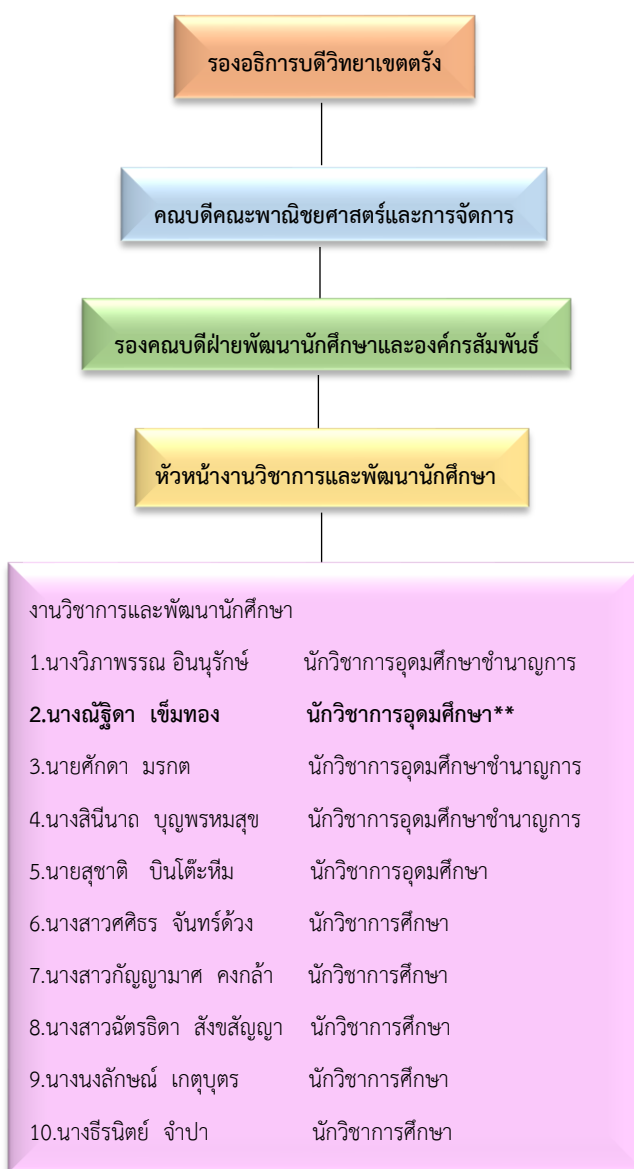 รองอธิการบดีวิทยาเขตตรัง
คณบดีคณะพาณิชยศาสตร์และการจัดการ
รองคณบดีฝ่ายพัฒนานักศึกษาและองค์กรสัมพันธ์
หัวหน้างานวิชาการและพัฒนานักศึกษา
งานวิชาการและพัฒนานักศึกษา
1.นางวิภาพรรณ อินนุรักษ์ นักวิชาการอุดมศึกษาชำนาญการ
2.นางณัฐิดา เข็มทอง นักวิชาการอุดมศึกษา**
3.นายศักดา มรกต นักวิชาการอุดมศึกษาชำนาญการ
4.นางสินีนาถ บุญพรหมสุข นักวิชาการอุดมศึกษาชำนาญการ
5.นายสุชาติ บินโต๊ะหีม นักวิชาการอุดมศึกษา
6.นางสาวศศิธร จันทร์ด้วง นักวิชาการศึกษา
7.นางสาวกัญญามาศ คงกล้า นักวิชาการศึกษา
8.นางสาวฉัตรธิดา สังขสัญญา นักวิชาการศึกษา
9.นางนงลักษณ์ เกตุบุตร นักวิชาการศึกษา
10.นางธีรนิตย์ จำปา นักวิชาการศึกษา